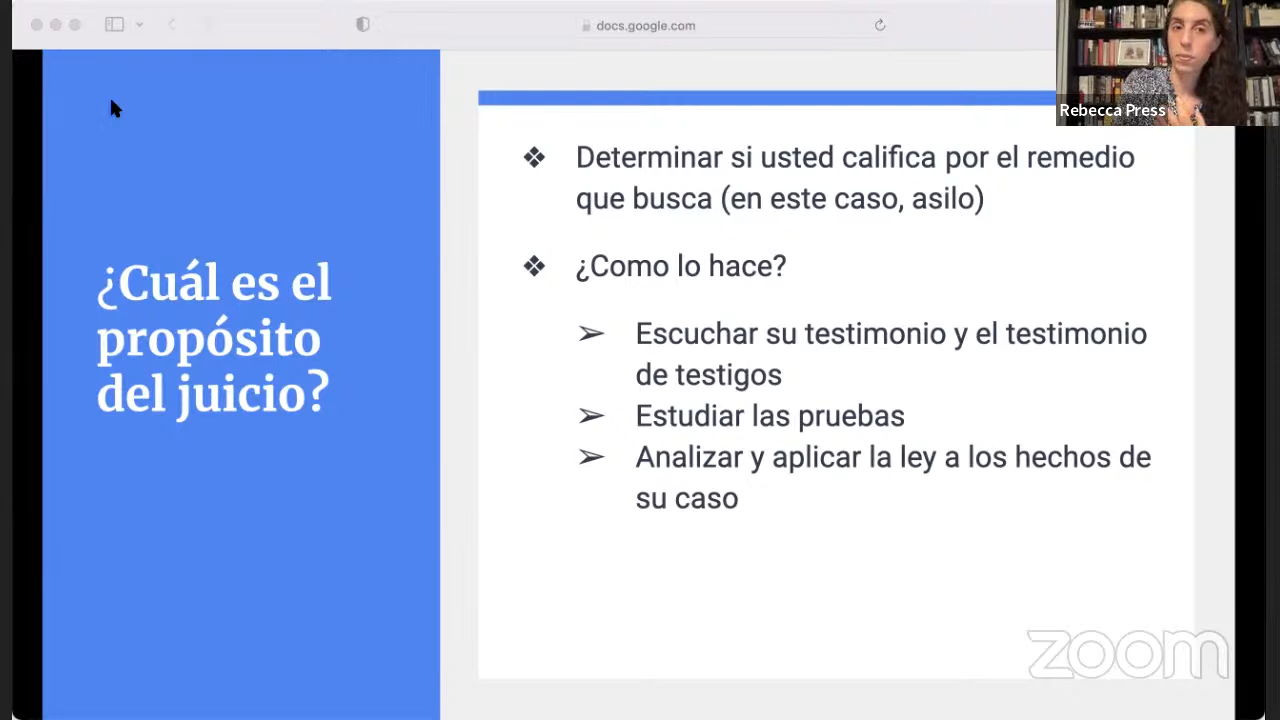 docs.google.com
Rebecca Press
¿Cuál es el
propósito
del juicio?
❖ Determinar si usted califica por el remedio
que busca (en este caso, asilo)
❖ ¿Como lo hace?
➢ Escuchar su testimonio y el testimonio
de testigos
➢ Estudiar las pruebas
➢ Analizar y aplicar la ley a los hechos de
su caso
zoom